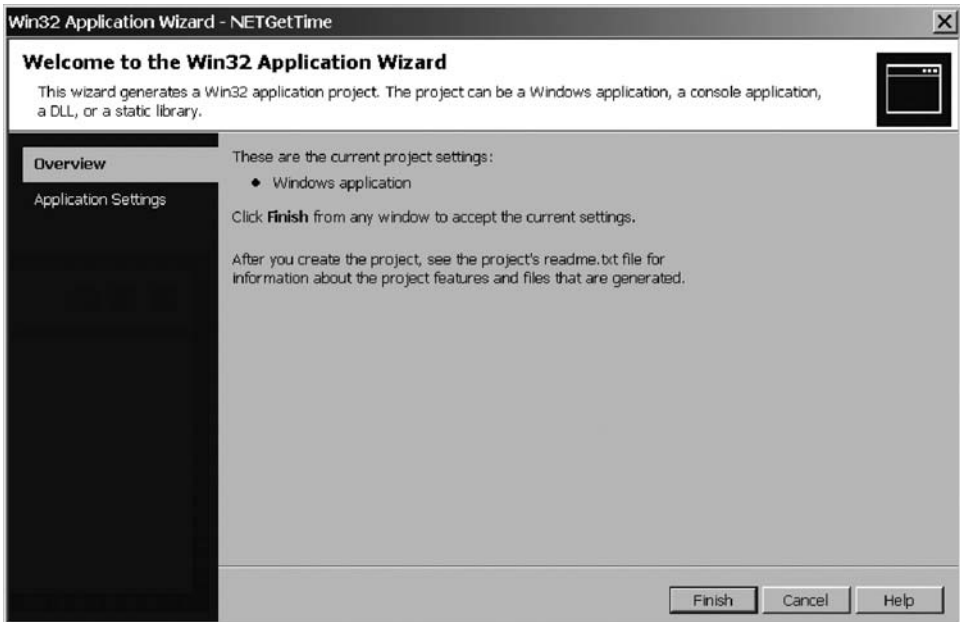 Win32 Application Wizard - NETGetTime
Welcome to the Win32 Application Wizard
This wizard generates a Win32 application project. The project can be a Windows application, a console application,
a DLL, or a static library.
Overview
Application Settings
These are the current project settings:
• Windows application
Click Finish from any window to accept the current settings.
After you create the project, see the project's readme.txt file for
information about the project features and files that are generated.
Finish
Cancel
Help